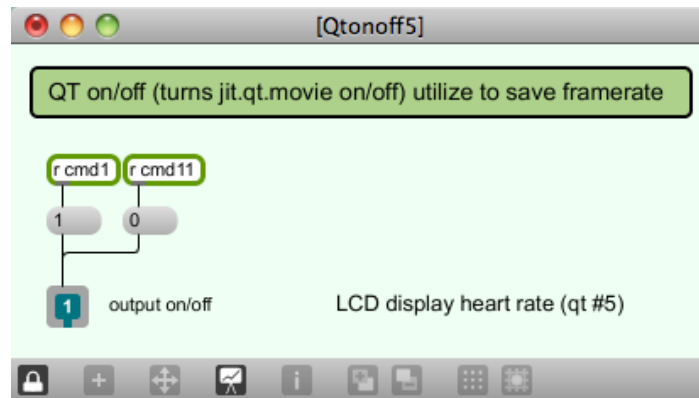 [Qtonoff5]
QT on/off (turns jit.qt.movie on/off) utilize to save framerate
r cmd1 r cmd11
1 0
1 output on/off LCD display heart rate (qt #5)